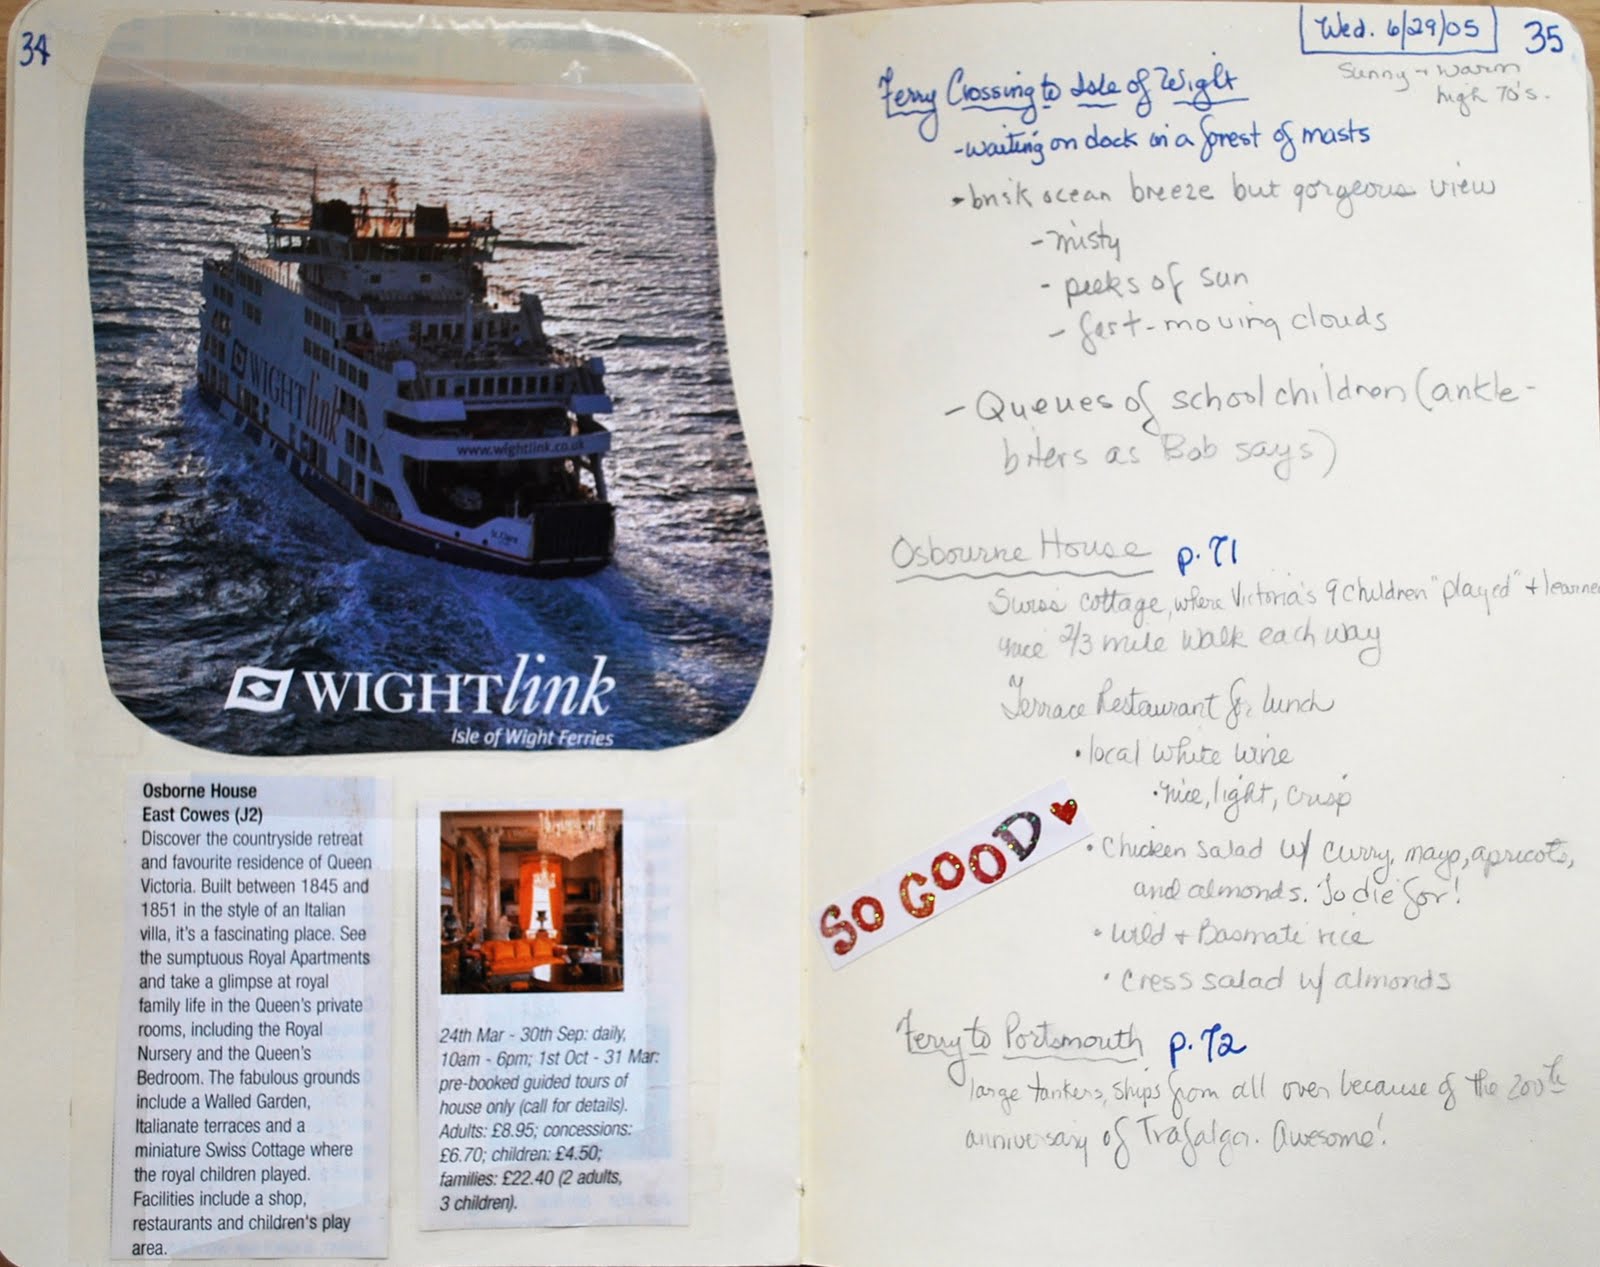 34
WIGHTlink
www.wightlink.co.uk
St. Clare
WIGHTlink
Isle of Wight Ferries
Osborne House
East Cowes (J2)
Discover the countryside retreat
and favourite residence of Queen
Victoria. Built between 1845 and
1851 in the style of an Italian
villa, it's a fascinating place. See
the sumptuous Royal Apartments
and take a glimpse at royal
family life in the Queen's private
rooms, including the Royal
Nursery and the Queen's
Bedroom. The fabulous grounds
include a Walled Garden,
Italianate terraces and a
miniature Swiss Cottage where
the royal children played.
Facilities include a shop,
restaurants and children's play
area.
24th Mar - 30th Sep: daily,
10am - 6pm; 1st Oct - 31 Mar:
pre-booked guided tours of
house only (call for details).
Adults: £8.95; concessions:
£6.70; children: £4.50;
families: £22.40 (2 adults,
3 children).
Wed. 6/29/05
35
Sunny + warm
high 70's.
Ferry Crossing to Isle of Wight
- waiting on dock in a forest of masts
- brisk ocean breeze but gorgeous view
- misty
- peeks of sun
- fast-moving clouds
- Queues of school children (ankle-
biters as Bob says)
Osbourne House p. 71
Swiss cottage, where Victoria's 9 children "played" + learned
nice 2/3 mile walk each way
Terrace Restaurant for lunch
• local white wine
• nice, light, crisp
SO GOOD
• Chicken salad w/ curry, mayo, apricots,
and almonds. To die for!
• Wild + Basmati rice
• Cress salad w/ almonds
Ferry to Portsmouth p. 72
large tankers, ships from all over because of the 200th
anniversary of Trafalgar. Awesome!